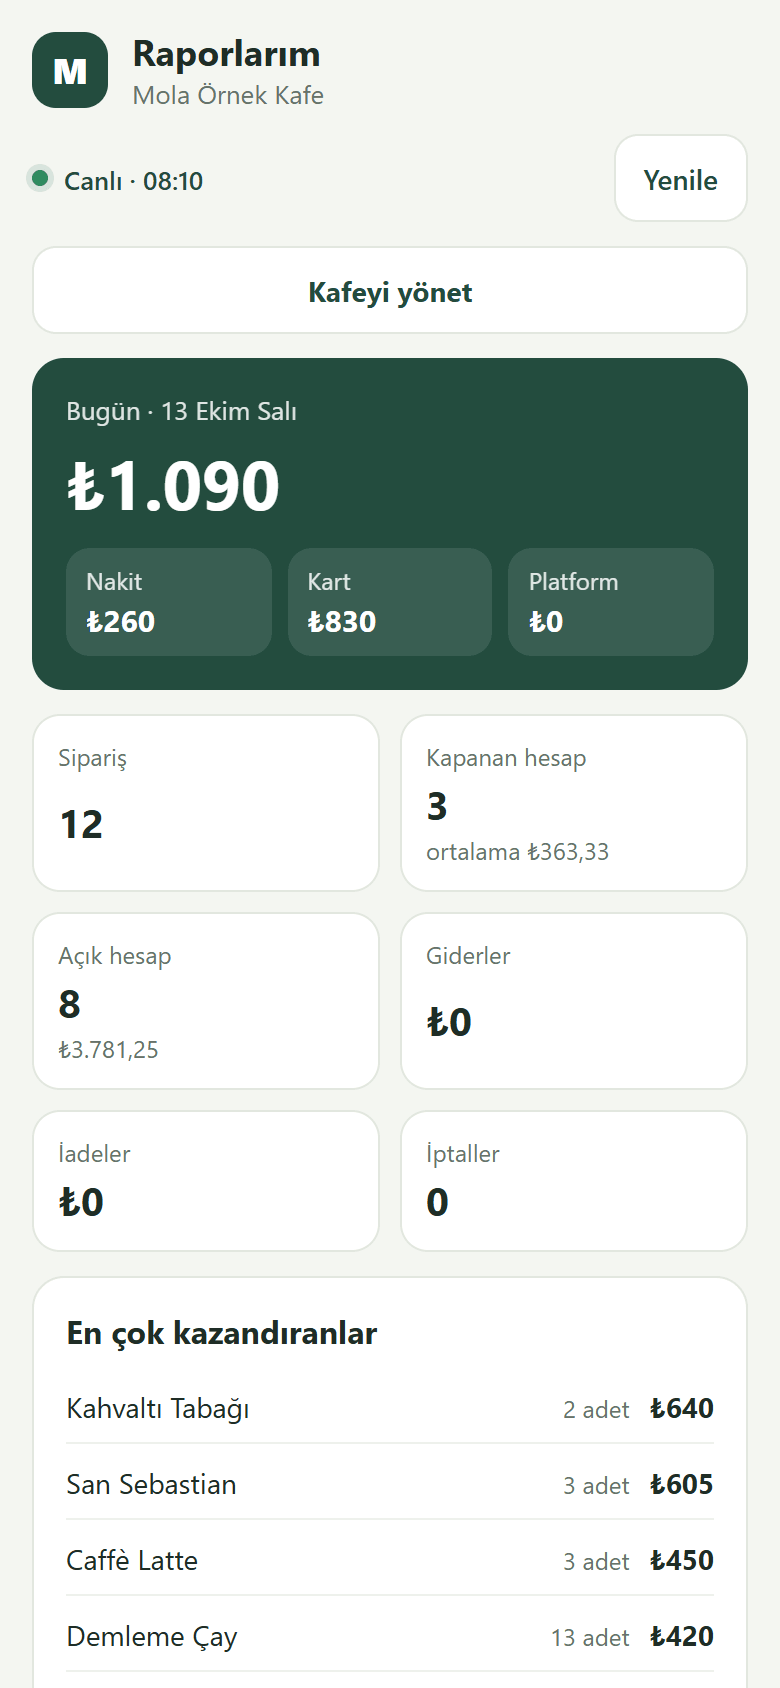 M
Raporlarım
Mola Örnek Kafe
Canlı · 08:10
Yenile
Kafeyi yönet
Bugün · 13 Ekim Salı
₺1.090
Nakit
₺260
Kart
₺830
Platform
₺0
Sipariş
12
Kapanan hesap
3
ortalama ₺363,33
Açık hesap
8
₺3.781,25
Giderler
₺0
İadeler
₺0
İptaller
0
En çok kazandıranlar
Kahvaltı Tabağı 2 adet ₺640
San Sebastian 3 adet ₺605
Caffè Latte 3 adet ₺450
Demleme Çay 13 adet ₺420